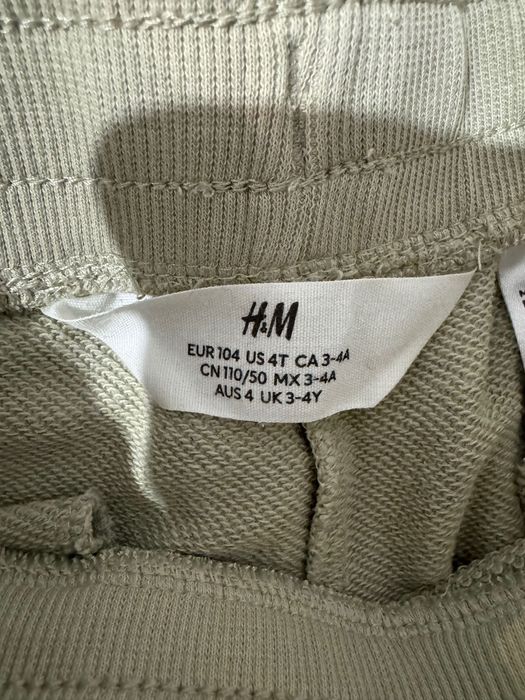 H&M
EUR 104 US 4T CA 3-4A
CN 110/50 MX 3-4A
AUS 4 UK 3-4Y